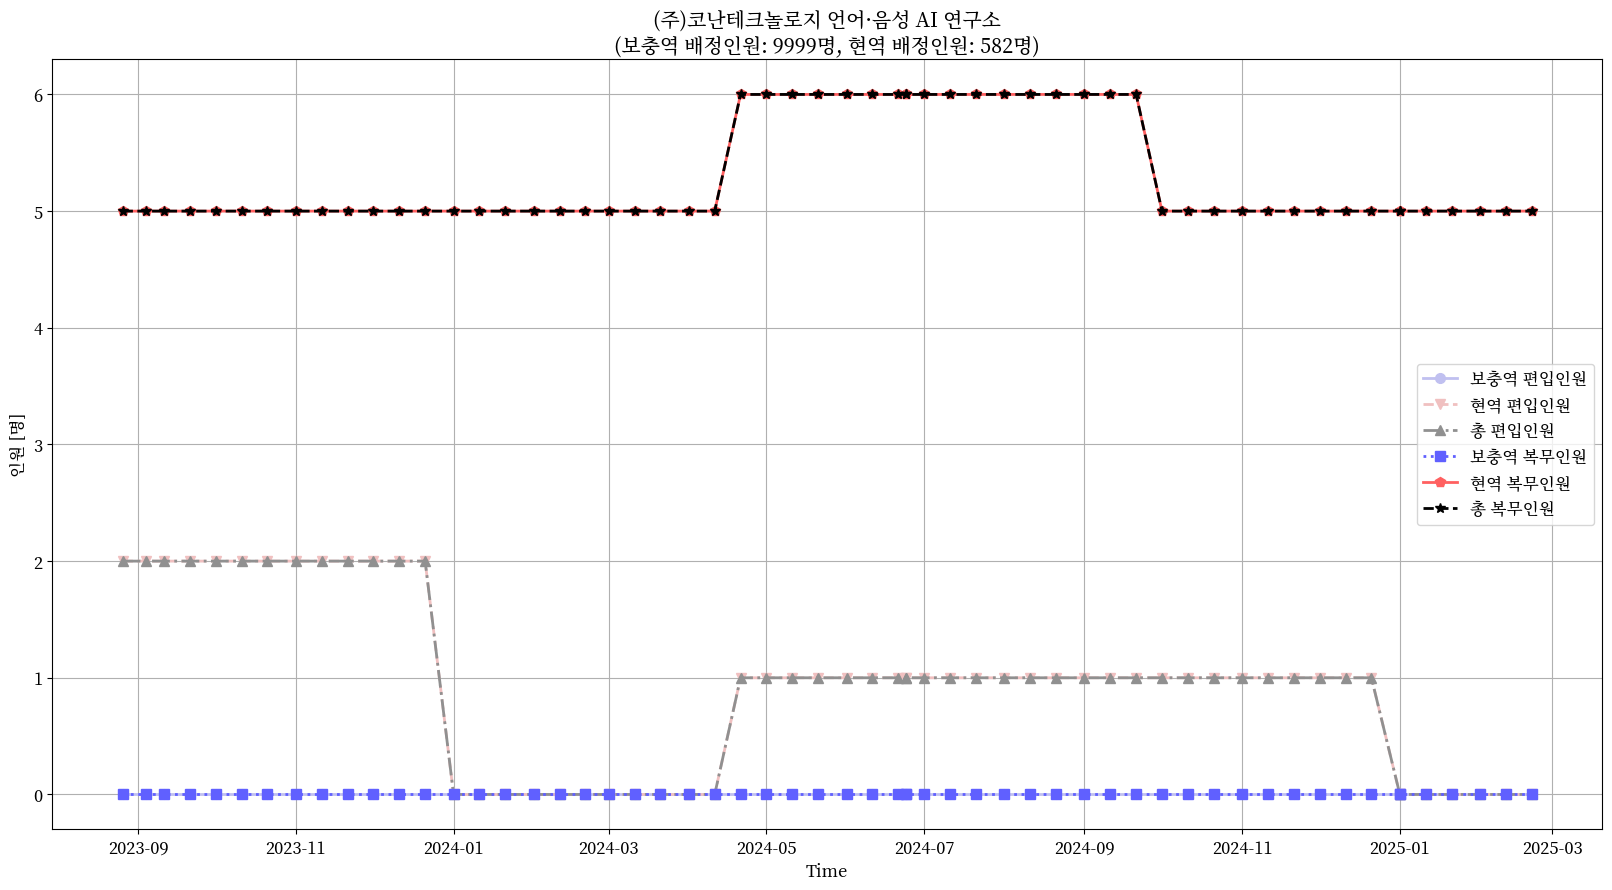 (주)코난테크놀로지 언어·음성 AI 연구소
(보충역 배정인원: 9999명, 현역 배정인원: 582명)
6
5
4
3
2
1
0
인원 [명]
보충역 편입인원
현역 편입인원
총 편입인원
보충역 복무인원
현역 복무인원
총 복무인원
2023-09 2023-11 2024-01 2024-03 2024-05 2024-07 2024-09 2024-11 2025-01 2025-03
Time